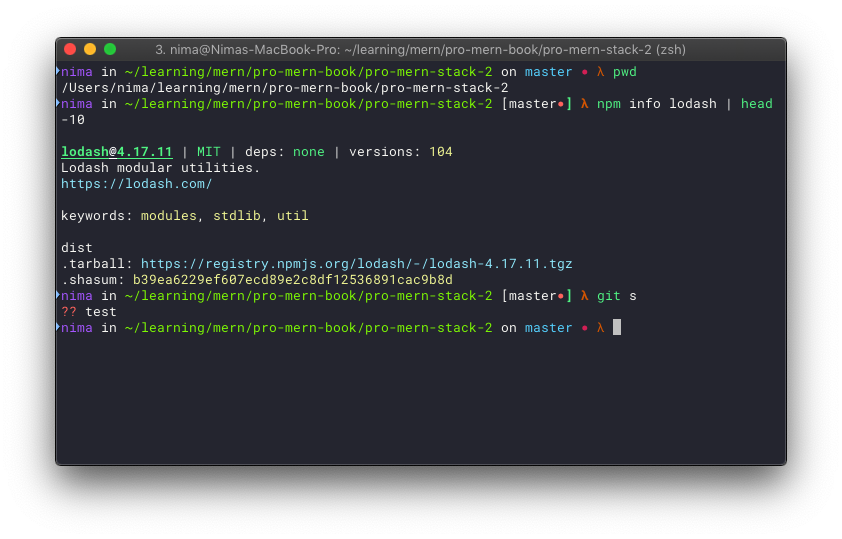 3. nima@Nimas-MacBook-Pro: ~/learning/mern/pro-mern-book/pro-mern-stack-2 (zsh)
nima in ~/learning/mern/pro-mern-book/pro-mern-stack-2 on master • λ pwd
/Users/nima/learning/mern/pro-mern-book/pro-mern-stack-2
nima in ~/learning/mern/pro-mern-book/pro-mern-stack-2 [master•] λ npm info lodash | head
-10
lodash@4.17.11 | MIT | deps: none | versions: 104
Lodash modular utilities.
https://lodash.com/
keywords: modules, stdlib, util
dist
.tarball: https://registry.npmjs.org/lodash/-/lodash-4.17.11.tgz
.shasum: b39ea6229ef607ecd89e2c8df12536891cac9b8d
nima in ~/learning/mern/pro-mern-book/pro-mern-stack-2 [master•] λ git s
?? test
nima in ~/learning/mern/pro-mern-book/pro-mern-stack-2 on master • λ